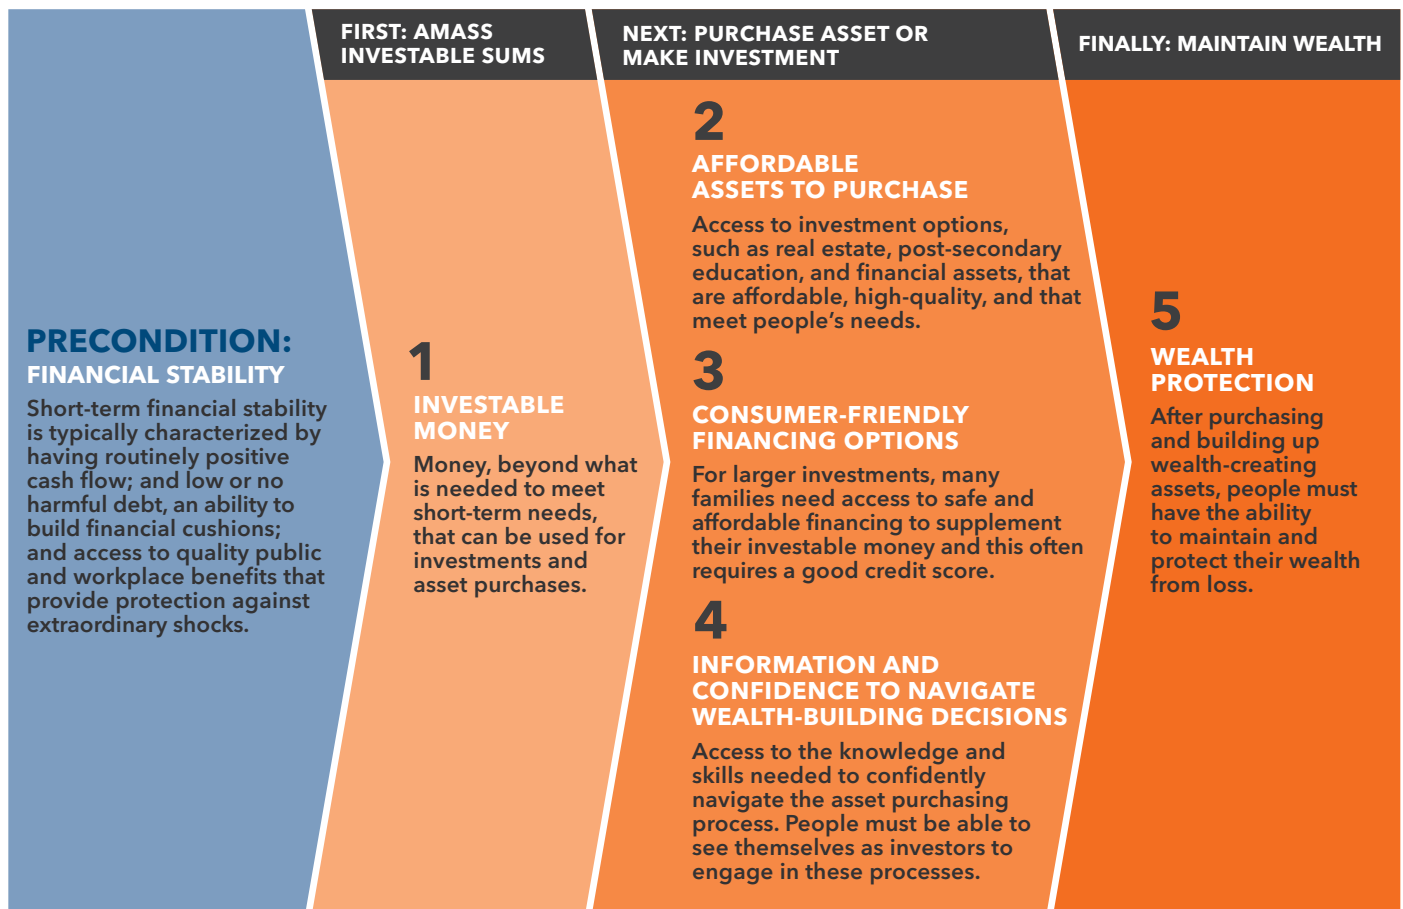 PRECONDITION:
FINANCIAL STABILITY
Short-term financial stability
is typically characterized by
having routinely positive
cash flow; and low or no
harmful debt, an ability to
build financial cushions;
and access to quality public
and workplace benefits that
provide protection against
extraordinary shocks.
FIRST: AMASS
INVESTABLE SUMS
1
INVESTABLE
MONEY
Money, beyond what
is needed to meet
short-term needs,
that can be used for
investments and
asset purchases.
NEXT: PURCHASE ASSET OR
MAKE INVESTMENT
2
AFFORDABLE
ASSETS TO PURCHASE
Access to investment options,
such as real estate, post-secondary
education, and financial assets, that
are affordable, high-quality, and that
meet people’s needs.
3
CONSUMER-FRIENDLY
FINANCING OPTIONS
For larger investments, many
families need access to safe and
affordable financing to supplement
their investable money and this often
requires a good credit score.
4
INFORMATION AND
CONFIDENCE TO NAVIGATE
WEALTH-BUILDING DECISIONS
Access to the knowledge and
skills needed to confidently
navigate the asset purchasing
process. People must be able to
see themselves as investors to
engage in these processes.
FINALLY: MAINTAIN WEALTH
5
WEALTH
PROTECTION
After purchasing
and building up
wealth-creating
assets, people must
have the ability
to maintain and
protect their wealth
from loss.